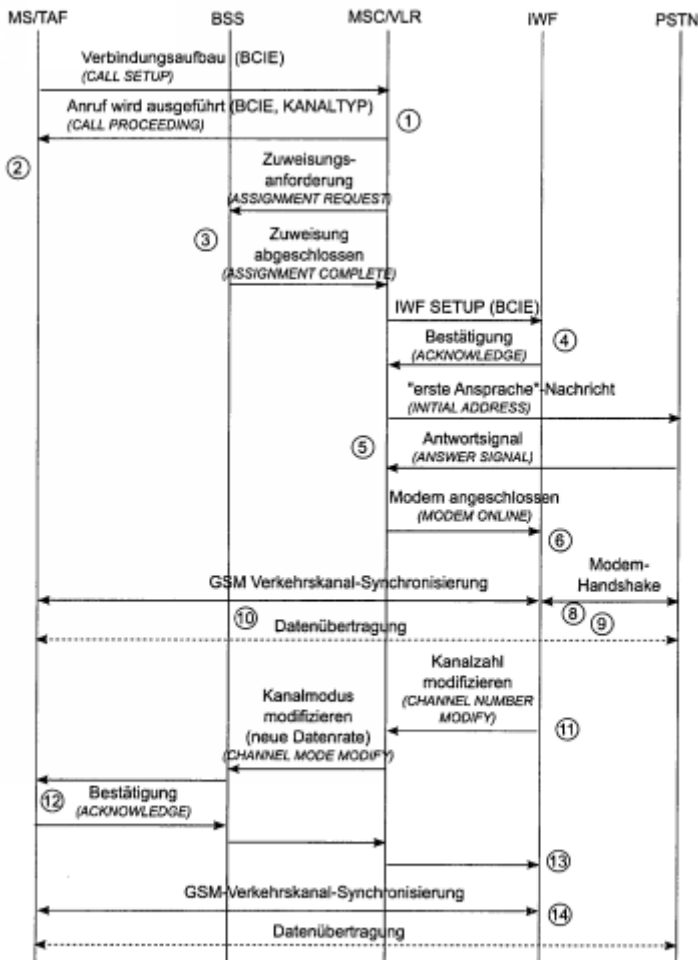 MS/TAF BSS MSC/VLR IWF PSTN
Verbindungsaufbau (BCIE)
(CALL SETUP)
Anruf wird ausgeführt (BCIE, KANALTYP)
(CALL PROCEEDING)
①
②
Zuweisungs-
anforderung
(ASSIGNMENT REQUEST)
③
Zuweisung
abgeschlossen
(ASSIGNMENT COMPLETE)
IWF SETUP (BCIE)
Bestätigung
(ACKNOWLEDGE)
④
"erste Ansprache"-Nachricht
(INITIAL ADDRESS)
⑤
Antwortsignal
(ANSWER SIGNAL)
Modem angeschlossen
(MODEM ONLINE)
⑥
Modem-
Handshake
GSM Verkehrskanal-Synchronisierung
⑧
⑨
⑩
Datenübertragung
Kanalzahl
modifizieren
(CHANNEL NUMBER
MODIFY)
⑪
Kanalmodus
modifizieren
(neue Datenrate)
(CHANNEL MODE MODIFY)
⑫
Bestätigung
(ACKNOWLEDGE)
⑬
GSM-Verkehrskanal-Synchronisierung
⑭
Datenübertragung